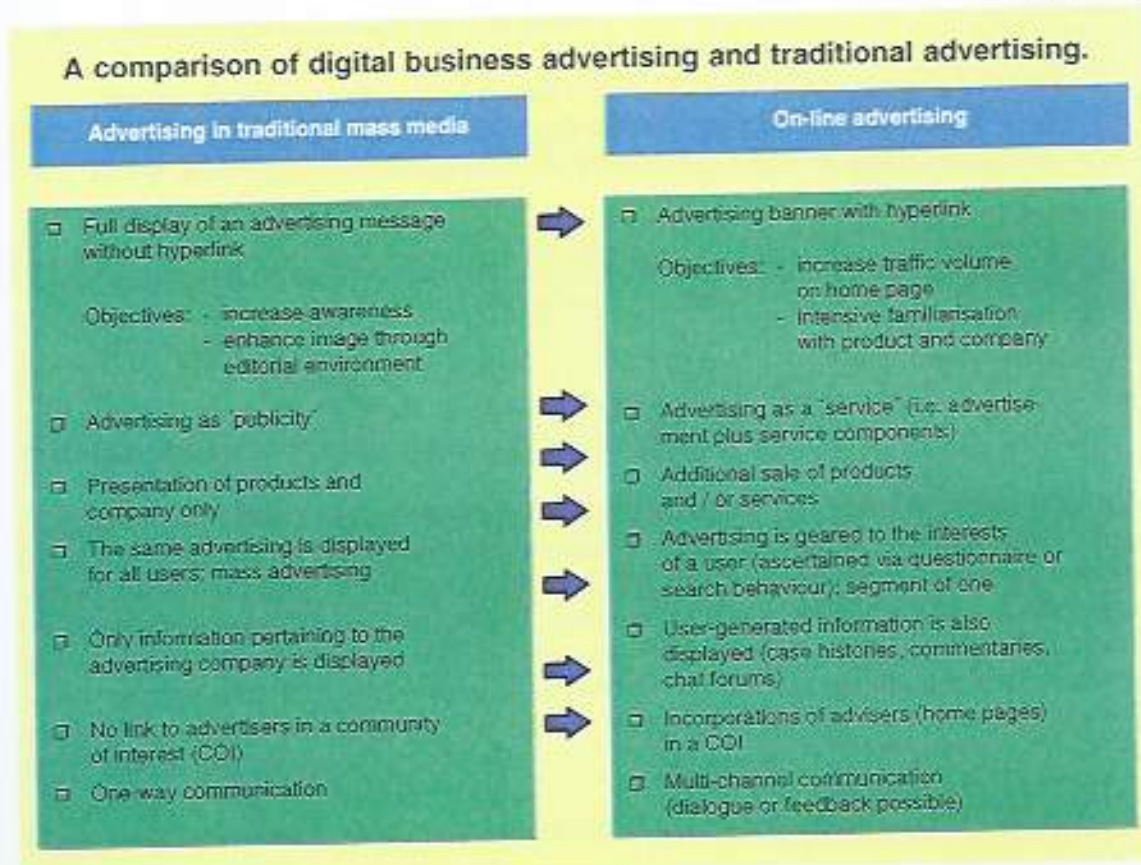 A comparison of digital business advertising and traditional advertising.
Advertising in traditional mass media
□ Full display of an advertising message
without hyperlink
Objectives: - increase awareness
- enhance image through
editorial environment
□ Advertising as "publicity"
□ Presentation of products and
company only
□ The same advertising is displayed
for all users; mass advertising
□ Only information pertaining to the
advertising company is displayed
□ No link to advertisers in a community
of interest (COI)
□ One-way communication
On-line advertising
□ Advertising banner with hyperlink
Objectives: - increase traffic volume
on home page
- intensive familiarisation
with product and company
□ Advertising as a "service" (i.e. advertise-
ment plus service components)
□ Additional sale of products
and / or services
□ Advertising is geared to the interests
of a user (ascertained via questionnaire or
search behaviour); segment of one
□ User-generated information is also
displayed (case histories, commentaries,
chat forums)
□ Incorporations of advisers (home pages)
in a COI
□ Multi-channel communication
(dialogue or feedback possible)